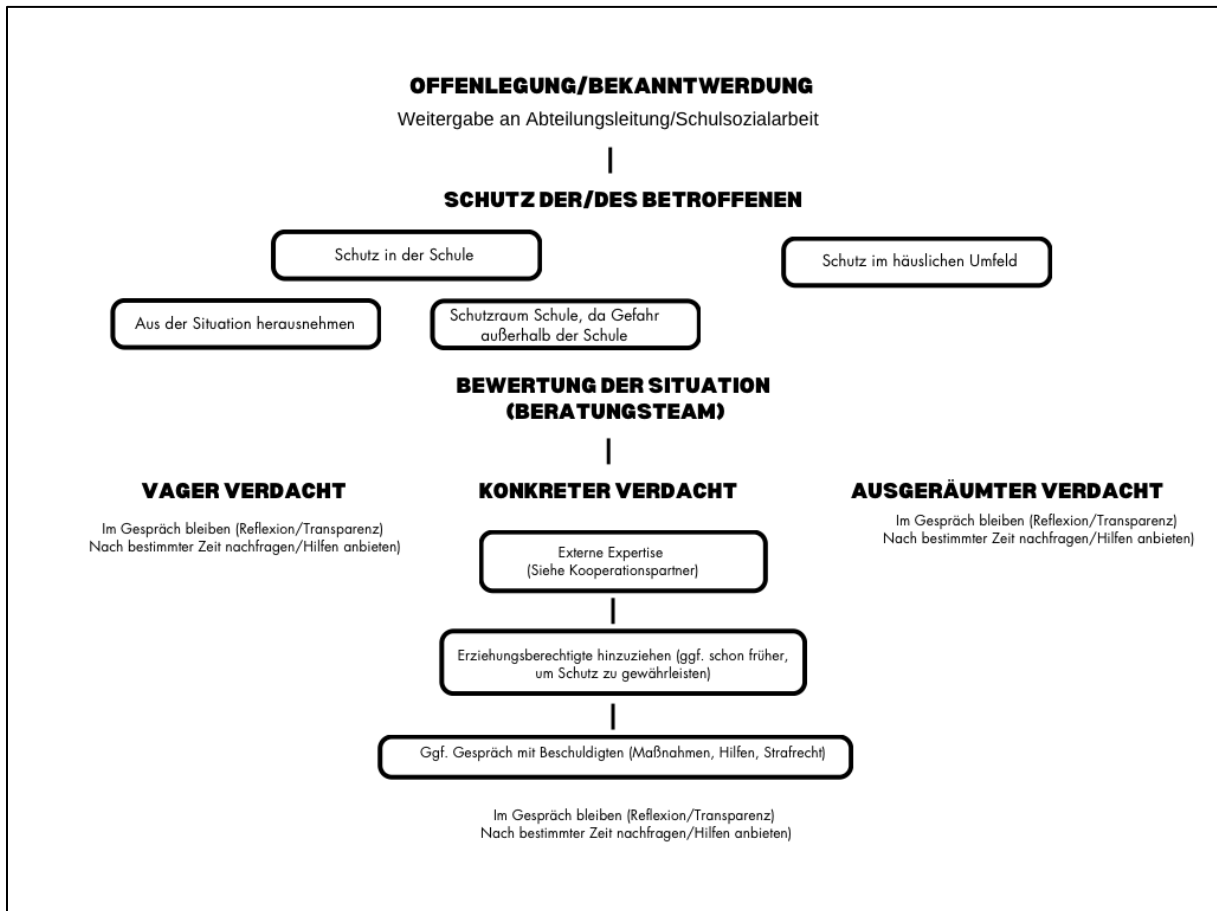 OFFENLEGUNG/BEKANNTWERDUNG
Weitergabe an Abteilungsleitung/Schulsozialarbeit
SCHUTZ DER/DES BETROFFENEN
Schutz in der Schule
Schutz im häuslichen Umfeld
Aus der Situation herausnehmen
Schutzraum Schule, da Gefahr
außerhalb der Schule
BEWERTUNG DER SITUATION
(BERATUNGSTEAM)
VAGER VERDACHT
Im Gespräch bleiben (Reflexion/Transparenz)
Nach bestimmter Zeit nachfragen/Hilfen anbieten)
KONKRETER VERDACHT
Externe Expertise
(Siehe Kooperationspartner)
Erziehungsberechtigte hinzuziehen (ggf. schon früher,
um Schutz zu gewährleisten)
Ggf. Gespräch mit Beschuldigten (Maßnahmen, Hilfen, Strafrecht)
Im Gespräch bleiben (Reflexion/Transparenz)
Nach bestimmter Zeit nachfragen/Hilfen anbieten)
AUSGERÄUMTER VERDACHT
Im Gespräch bleiben (Reflexion/Transparenz)
Nach bestimmter Zeit nachfragen/Hilfen anbieten)